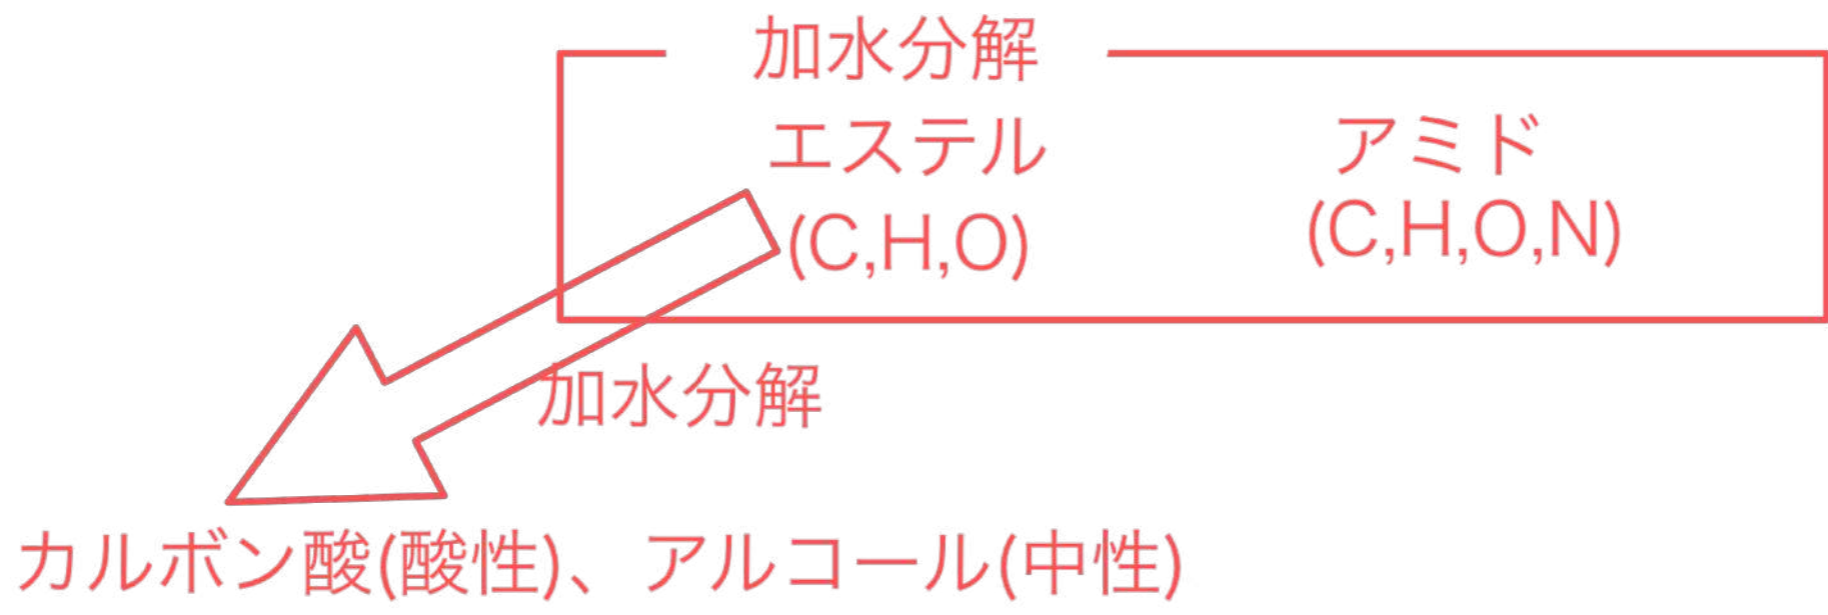 加水分解
エステル
(C,H,O)
アミド
(C,H,O,N)
加水分解
カルボン酸(酸性)、アルコール(中性)